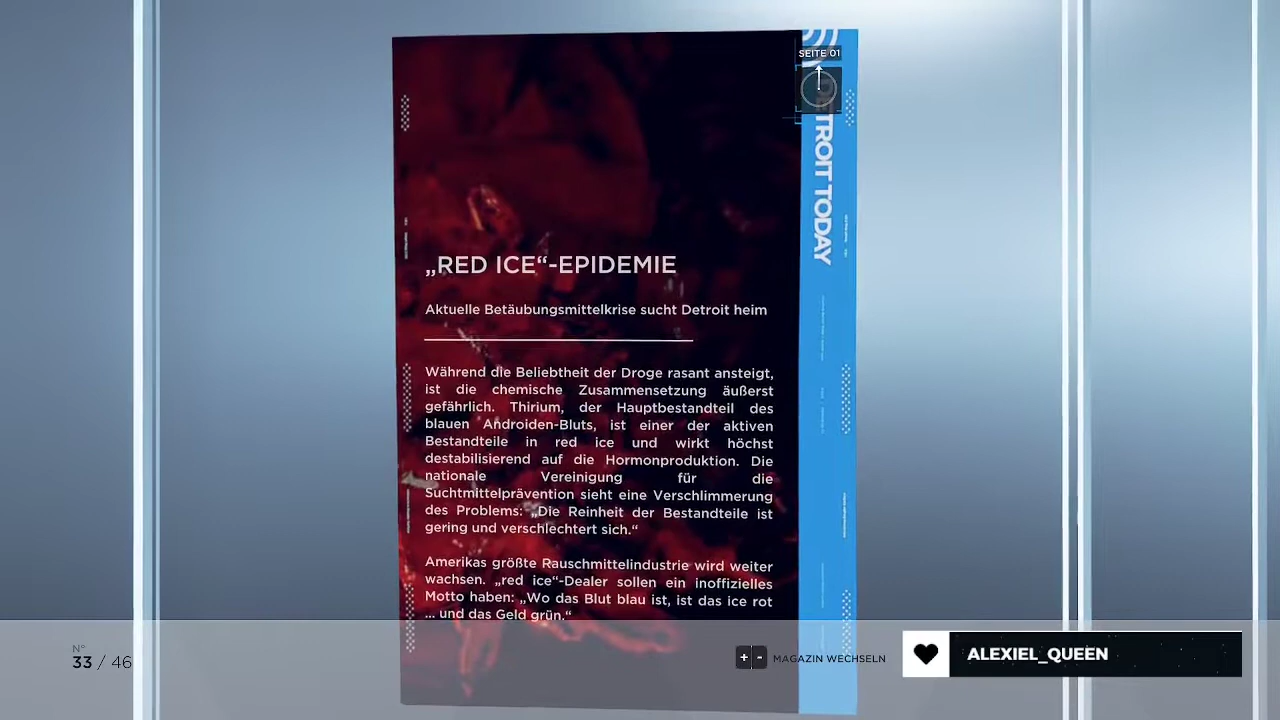 SEITE 01
DETROIT TODAY
„RED ICE“-EPIDEMIE
Aktuelle Betäubungsmittelkrise sucht Detroit heim
Während die Beliebtheit der Droge rasant ansteigt,
ist die chemische Zusammensetzung äußerst
gefährlich. Thirium, der Hauptbestandteil des
blauen Androiden-Bluts, ist einer der aktiven
Bestandteile in red ice und wirkt höchst
destabilisierend auf die Hormonproduktion. Die
nationale Vereinigung für die
Suchtmittelprävention sieht eine Verschlimmerung
des Problems: „Die Reinheit der Bestandteile ist
gering und verschlechtert sich.“
Amerikas größte Rauschmittelindustrie wird weiter
wachsen. „red ice“-Dealer sollen ein inoffizielles
Motto haben: „Wo das Blut blau ist, ist das ice rot
... und das Geld grün.“
N°
33 / 46
+ - MAGAZIN WECHSELN
ALEXIEL_QUEEN